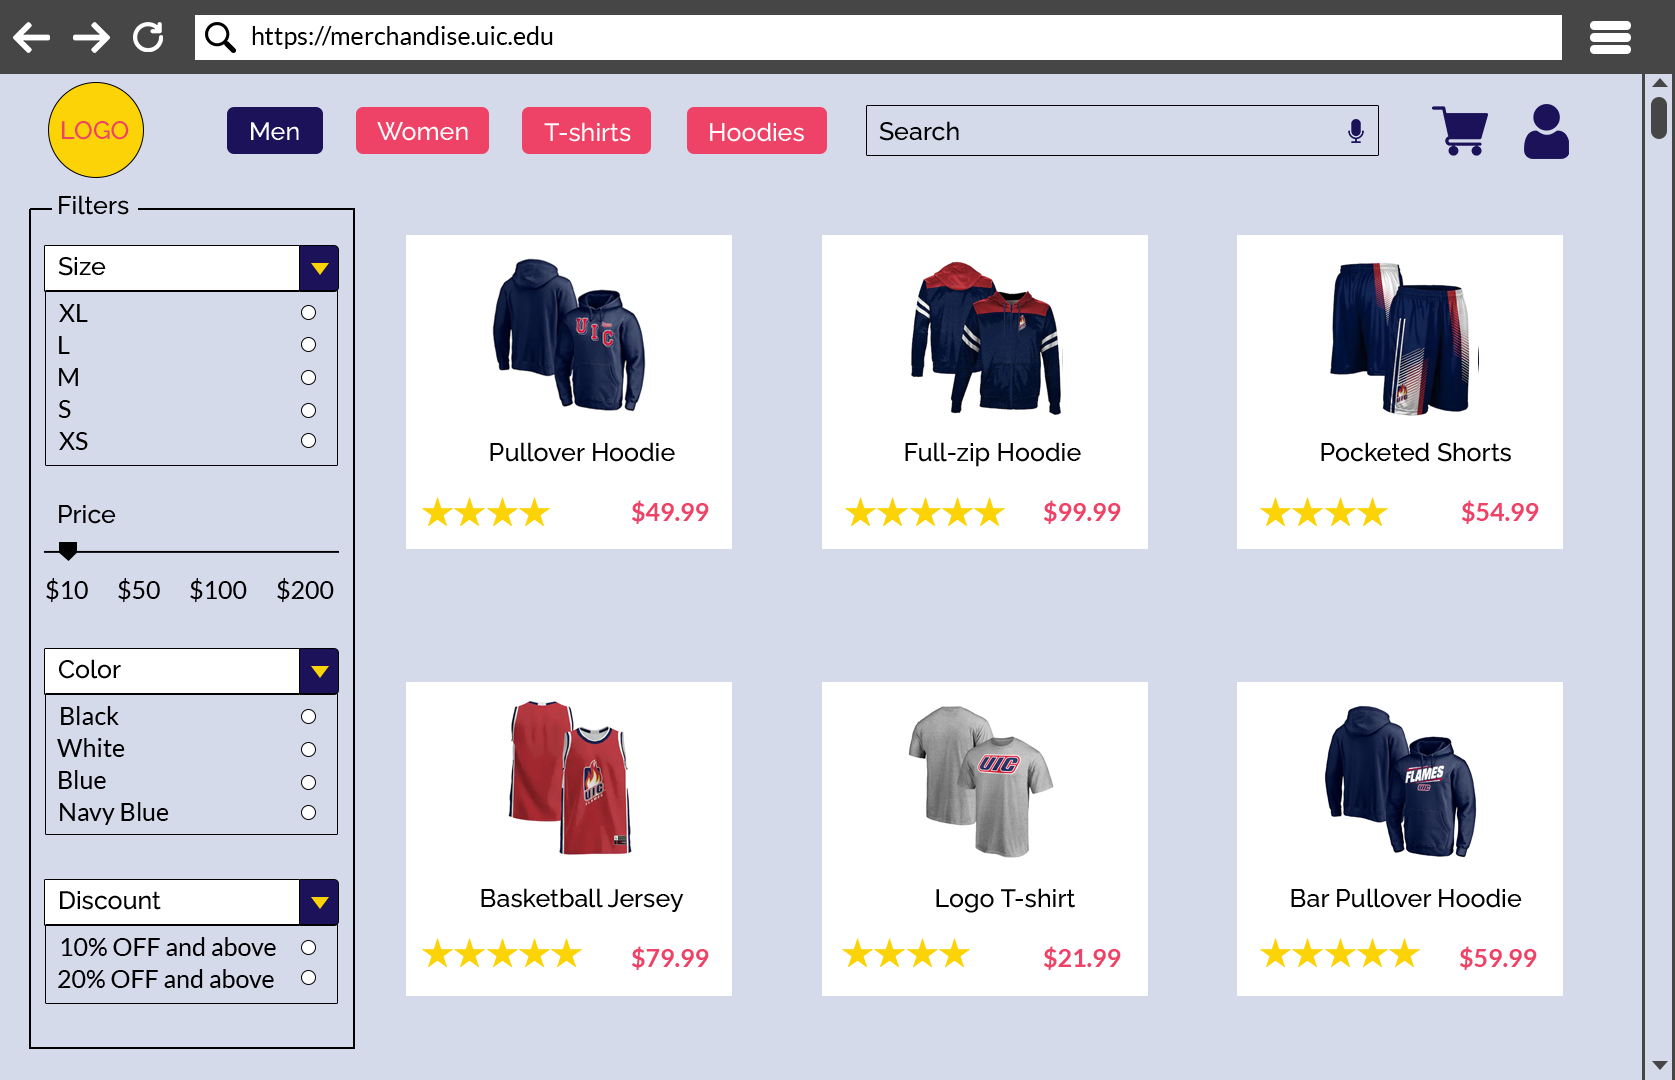 https://merchandise.uic.edu
LOGO
Men
Women
T-shirts
Hoodies
Search
Filters
Size
XL
L
M
S
XS
Price
$10 $50 $100 $200
Color
Black
White
Blue
Navy Blue
Discount
10% OFF and above
20% OFF and above
UIC
Pullover Hoodie
$49.99
Full-zip Hoodie
$99.99
UIC
Pocketed Shorts
$54.99
UIC
Basketball Jersey
$79.99
UIC
Logo T-shirt
$21.99
FLAMES
UIC
Bar Pullover Hoodie
$59.99